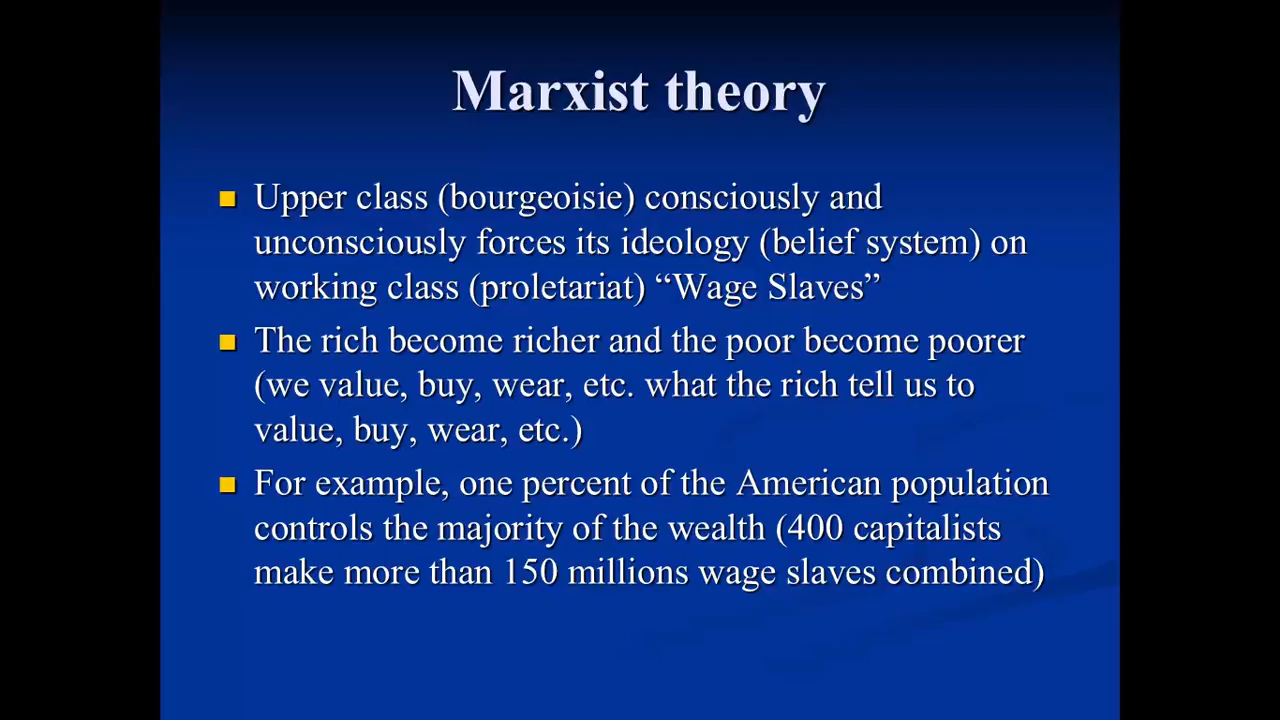 Marxist theory
Upper class (bourgeoisie) consciously and
unconsciously forces its ideology (belief system) on
working class (proletariat) “Wage Slaves”
The rich become richer and the poor become poorer
(we value, buy, wear, etc. what the rich tell us to
value, buy, wear, etc.)
For example, one percent of the American population
controls the majority of the wealth (400 capitalists
make more than 150 millions wage slaves combined)